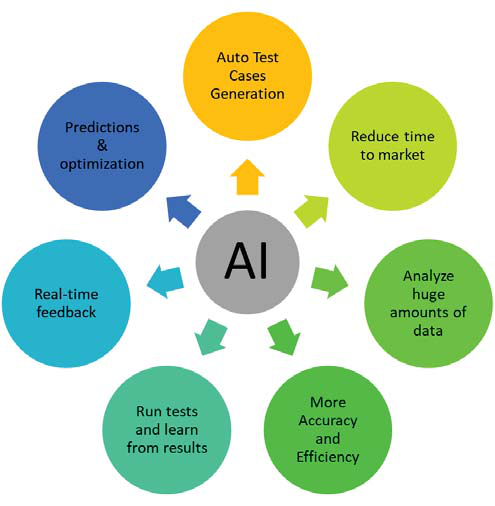 Auto Test
Cases
Generation
Reduce time
to market
Analyze
huge
amounts of
data
More
Accuracy
and
Efficiency
Run tests
and learn
from results
Real-time
feedback
Predictions
&
optimization
AI